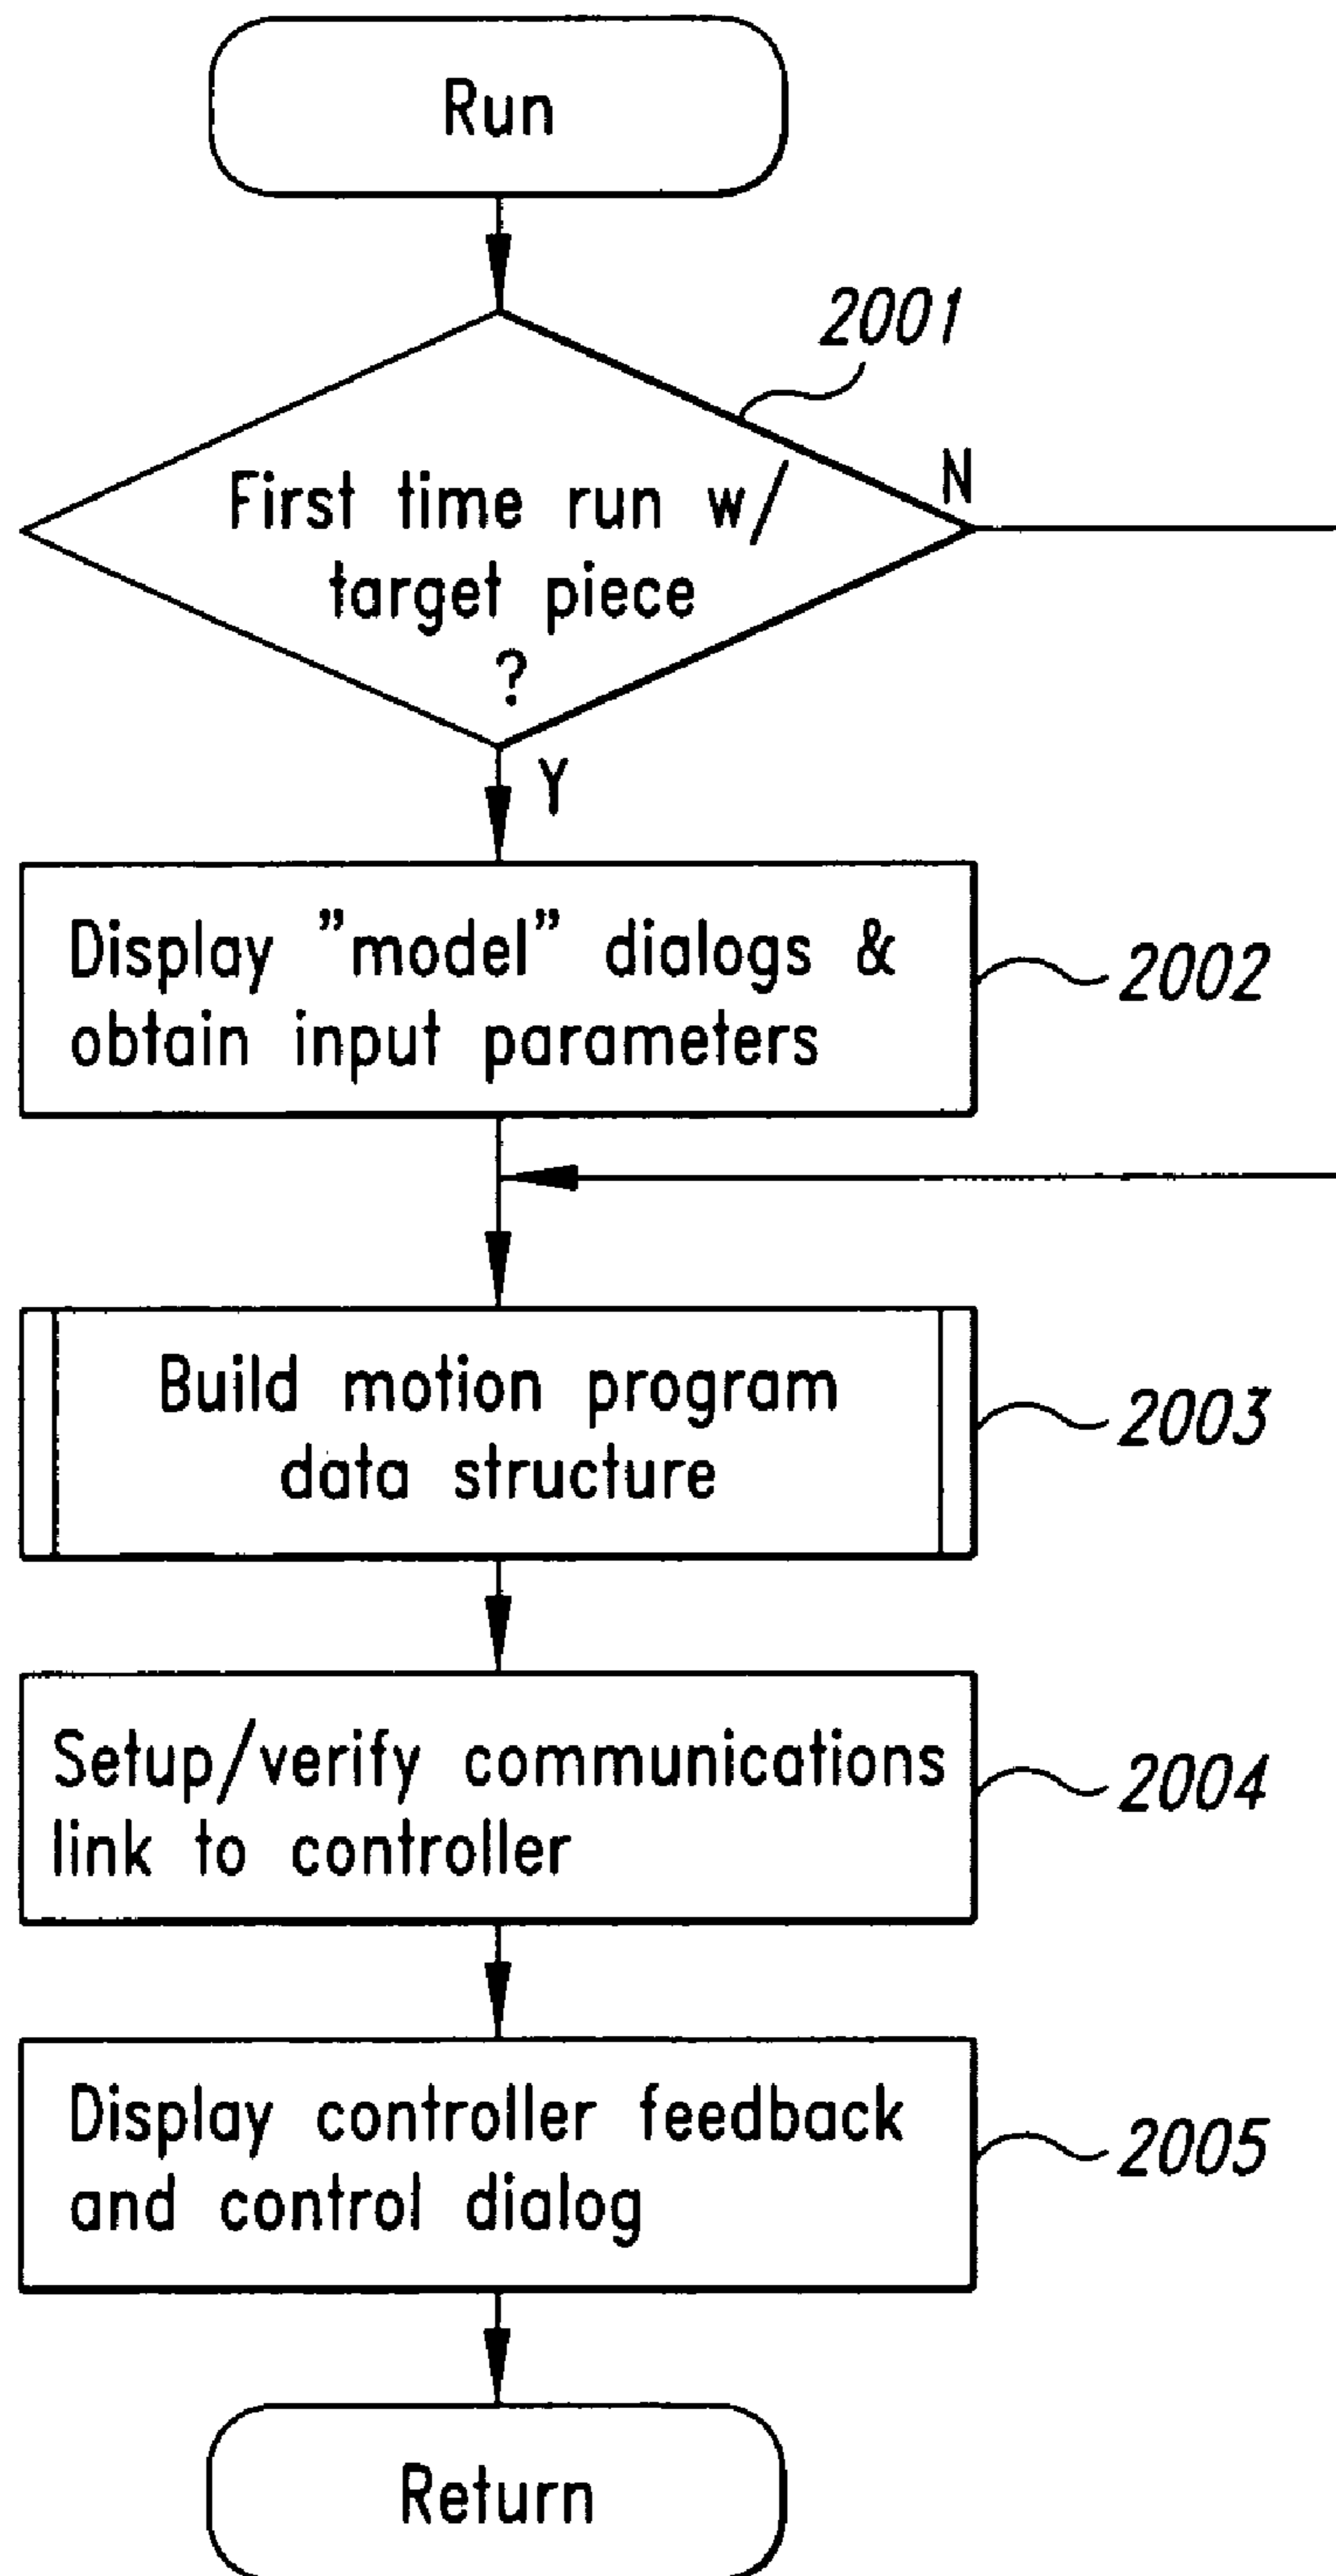 Run
2001
First time run w/
target piece
?
N
Y
Display "model" dialogs &
obtain input parameters
2002
Build motion program
data structure
2003
Setup/verify communications
link to controller
2004
Display controller feedback
and control dialog
2005
Return